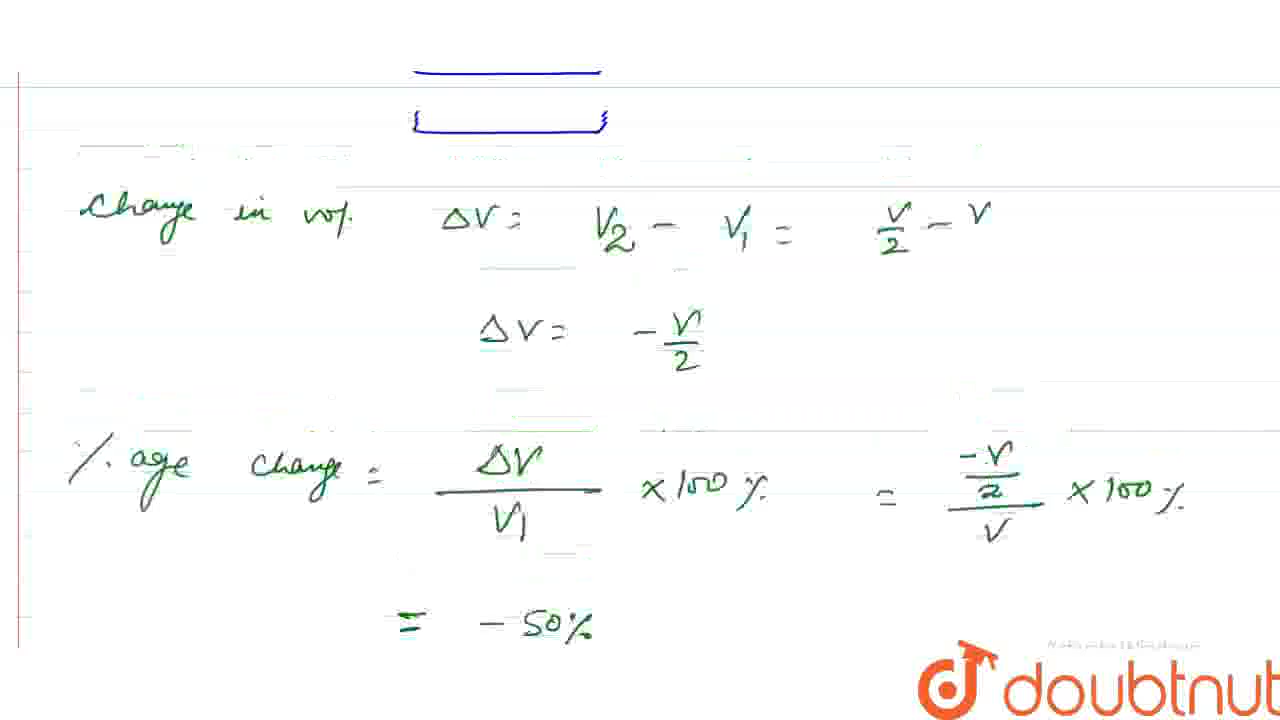 Change in vol. ΔV = V₂ - V₁ = V/2 - V
ΔV = - V/2
%age change = ΔV/V₁ × 100% = (-V/2)/V × 100%
= - 50%
doubtnut